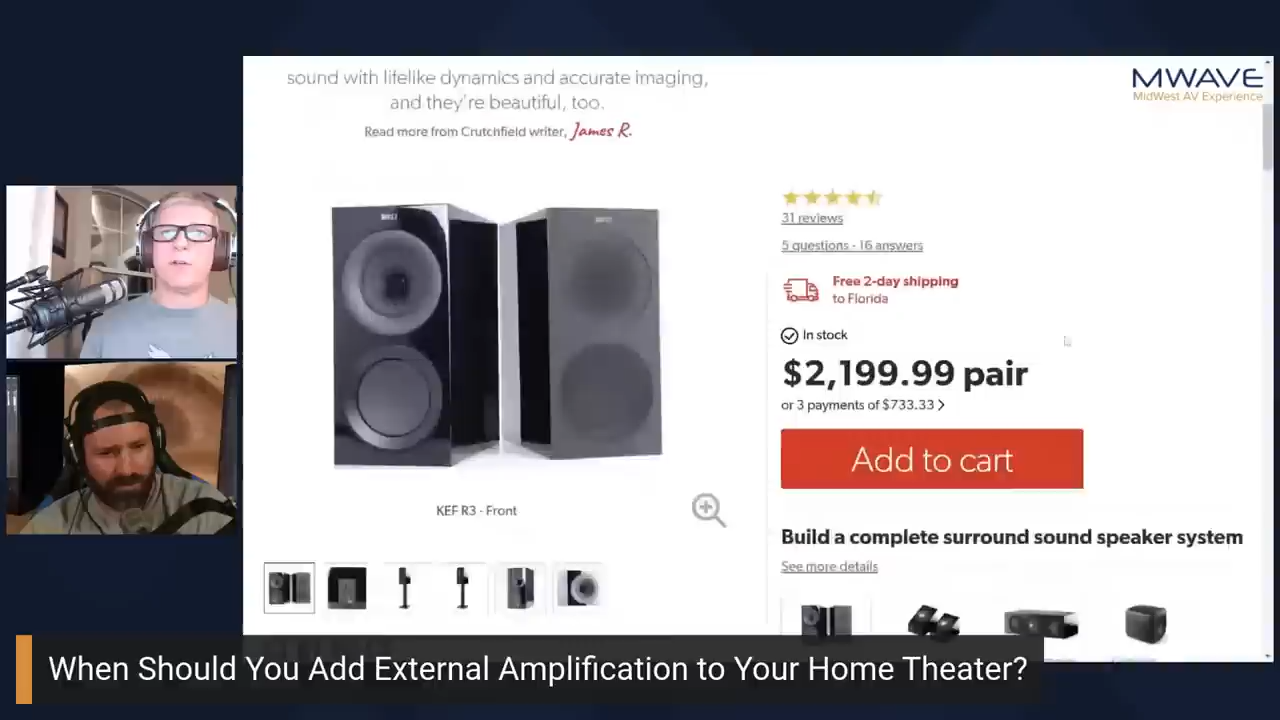 sound with lifelike dynamics and accurate imaging,
and they're beautiful, too.
Read more from Crutchfield writer, James R.
MWAVE
MidWest AV Experience
31 reviews
5 questions - 16 answers
Free 2-day shipping
to Florida
In stock
$2,199.99 pair
or 3 payments of $733.33
Add to cart
KEF R3 - Front
Build a complete surround sound speaker system
See more details
When Should You Add External Amplification to Your Home Theater?